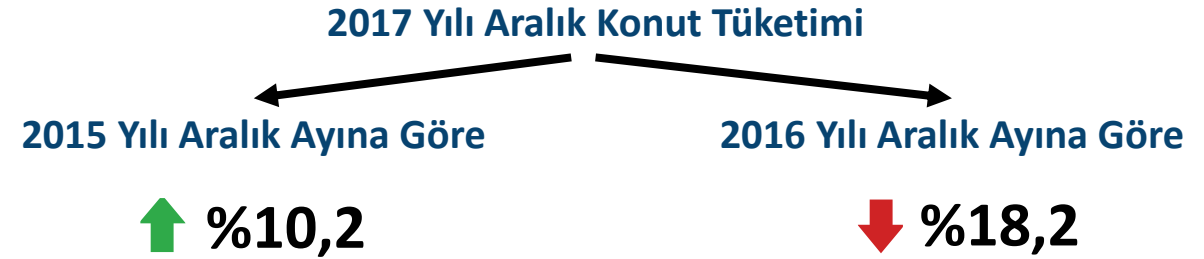 2017 Yılı Aralık Konut Tüketimi
2015 Yılı Aralık Ayına Göre
2016 Yılı Aralık Ayına Göre
%10,2
%18,2